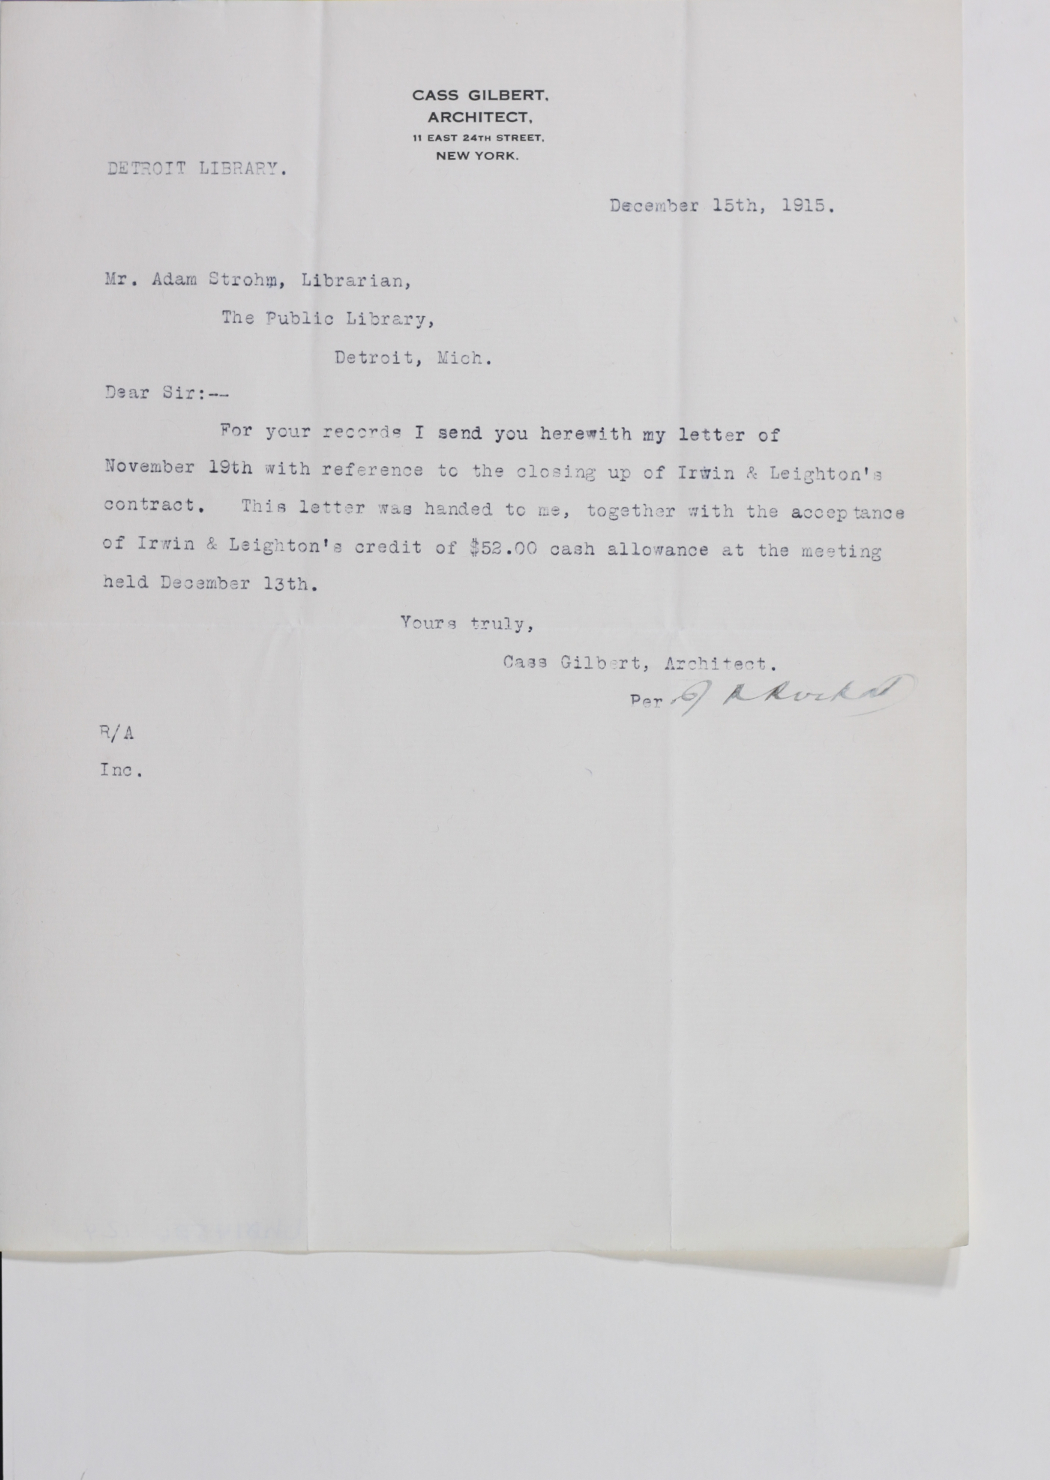 CASS GILBERT,
ARCHITECT,
11 EAST 24TH STREET,
NEW YORK.
DETROIT LIBRARY.
December 15th, 1915.
Mr. Adam Strohm, Librarian,
The Public Library,
Detroit, Mich.
Dear Sir:--
For your records I send you herewith my letter of
November 19th with reference to the closing up of Irwin & Leighton's
contract. This letter was handed to me, together with the acceptance
of Irwin & Leighton's credit of $52.00 cash allowance at the meeting
held December 13th.
Yours truly,
Cass Gilbert, Architect.
Per
R/A
Inc.